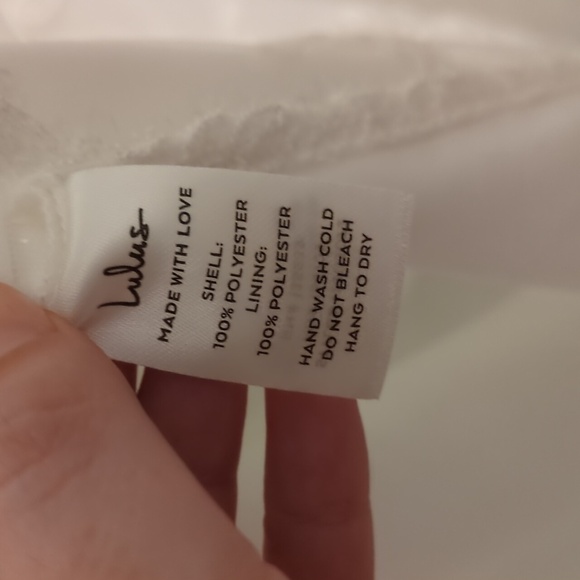 Lulus
MADE WITH LOVE
SHELL:
100% POLYESTER
LINING:
100% POLYESTER
HAND WASH COLD
DO NOT BLEACH
HANG TO DRY